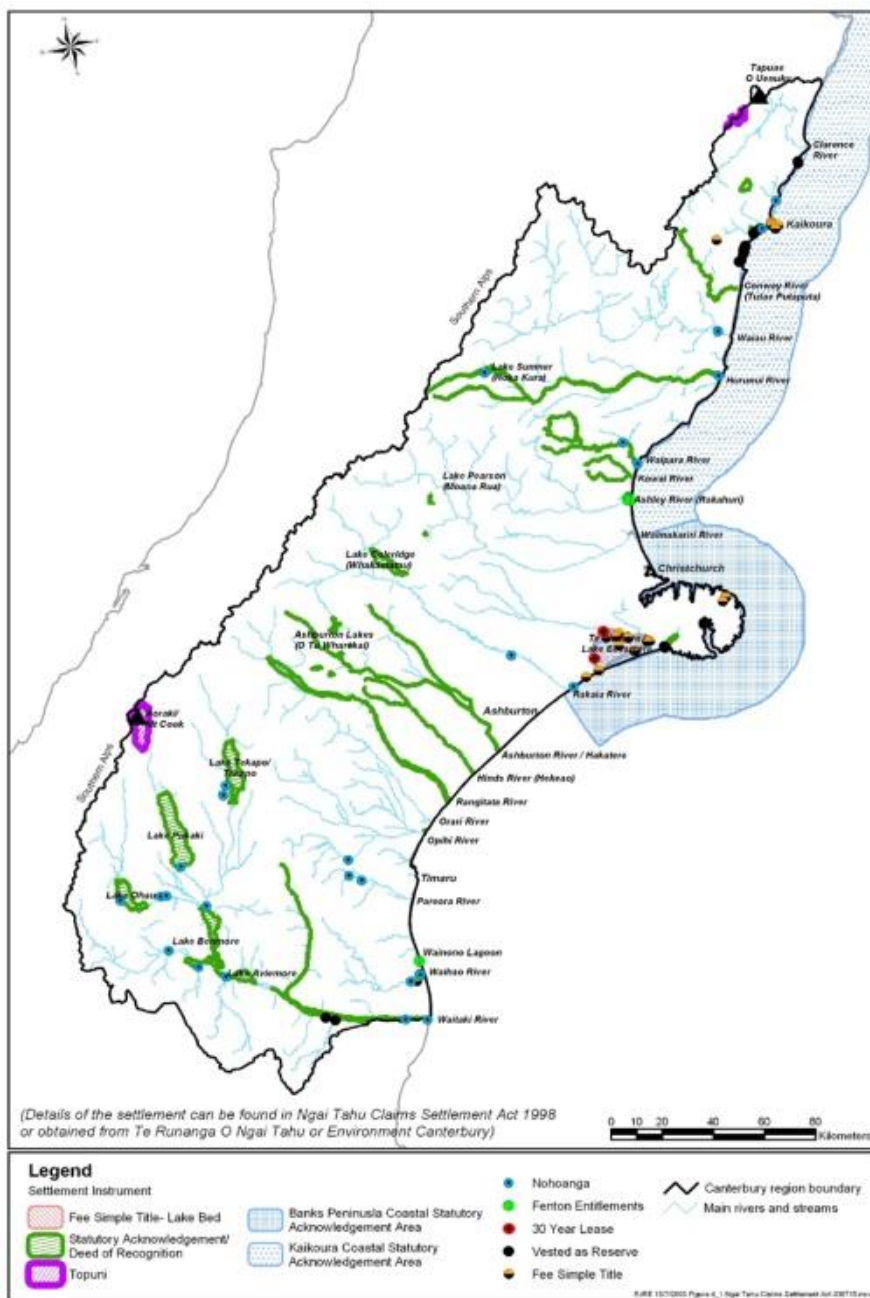 Tapuae
O Uenuku
Clarence
River
Kaikoura
Conway River
(Tutae Putaputa)
Waiau River
Southern Alps
Lake Sumner
(Hoka Kura)
Hurunui River
Waipara River
Lake Pearson
(Moana Rua)
Kowai River
Ashley River (Rakahuri)
Waimakariri River
Lake Coleridge
(Whakamatau)
Christchurch
Ashburton Lakes
(O Tu Wharekai)
Te
Lake
Rakaia River
Ashburton
Aoraki/
Mt Cook
Ashburton River / Hakatere
Southern Alps
Lake Tekapo/
Takapo
Hinds River (Hekeao)
Rangitata River
Orari River
Opihi River
Lake Pukaki
Timaru
Lake Ohau
Pareora River
Lake Benmore
Wainono Lagoon
Lake Aviemore
Waihao River
Waitaki River
(Details of the settlement can be found in Ngai Tahu Claims Settlement Act 1998
or obtained from Te Runanga O Ngai Tahu or Environment Canterbury)
0 20 40 60 80
Kilometers
Legend
Settlement Instrument
Fee Simple Title- Lake Bed
Statutory Acknowledgement/
Deed of Recognition
Topuni
Banks Peninusla Coastal Statutory
Acknowledgement Area
Kaikoura Coastal Statutory
Acknowledgement Area
Nohoanga
Fenton Entitlements
30 Year Lease
Vested as Reserve
Fee Simple Title
Canterbury region boundary
Main rivers and streams